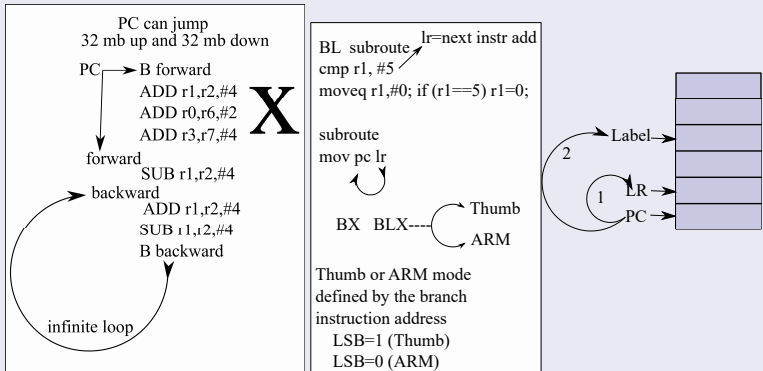 PC can jump
32 mb up and 32 mb down
PC
B forward
ADD r1,r2,#4
ADD r0,r6,#2
ADD r3,r7,#4
X
forward
SUB r1,r2,#4
backward
ADD r1,r2,#4
SUB r1,r2,#4
B backward
infinite loop
lr=next instr add
BL subroute
cmp r1, #5
moveq r1,#0; if (r1==5) r1=0;
subroute
mov pc lr
BX BLX----
Thumb
ARM
Thumb or ARM mode
defined by the branch
instruction address
LSB=1 (Thumb)
LSB=0 (ARM)
Label
2
1
LR
PC